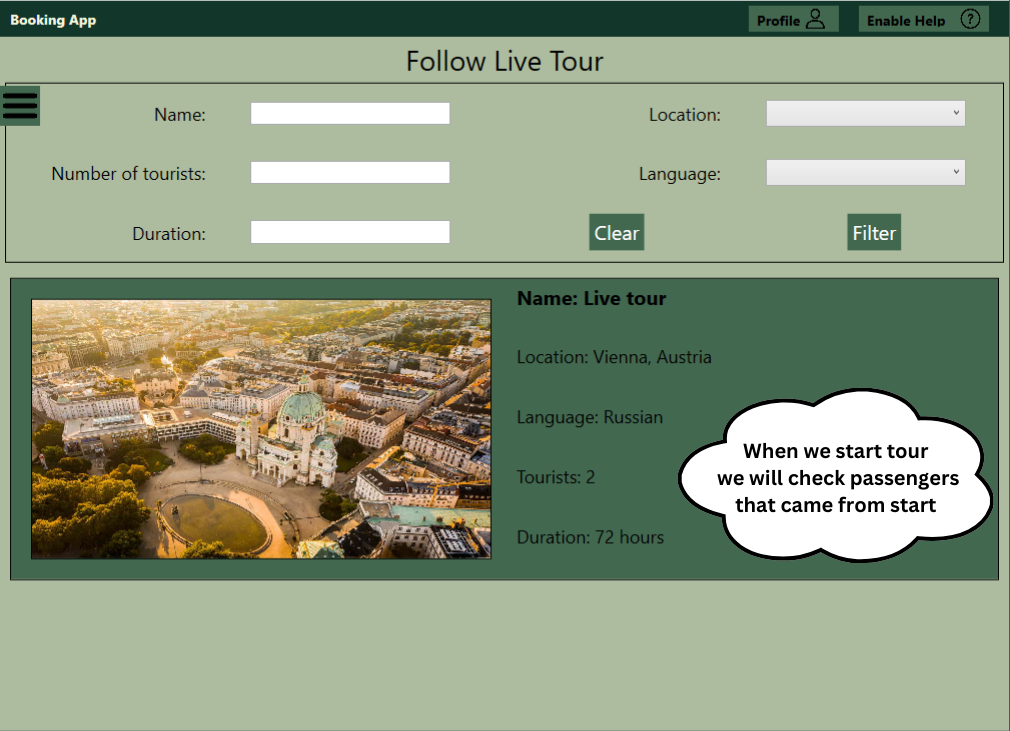 Booking App
Profile
Enable Help ?
Follow Live Tour
Name:
Location:
Number of tourists:
Language:
Duration:
Clear
Filter
Name: Live tour
Location: Vienna, Austria
Language: Russian
Tourists: 2
Duration: 72 hours
When we start tour
we will check passengers
that came from start